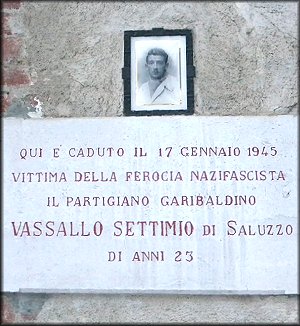 QUI E CADUTO IL 17 GENNAIO 1945
VITTIMA DELLA FEROCIA NAZIFASCISTA
IL PARTIGIANO GARIBALDINO
VASSALLO SETTIMIO DI SALUZZO
DI ANNI 23